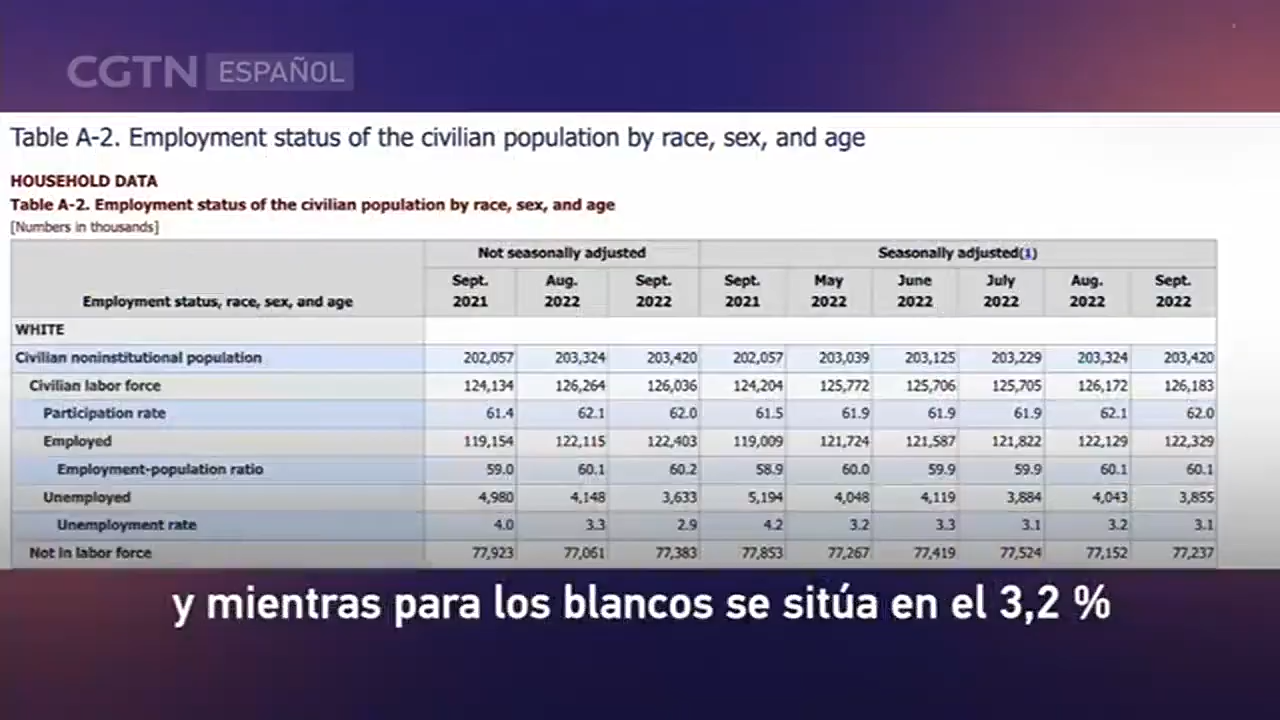 CGTN ESPAÑOL
Table A-2. Employment status of the civilian population by race, sex, and age
HOUSEHOLD DATA
Table A-2. Employment status of the civilian population by race, sex, and age
[Numbers in thousands]
Employment status, race, sex, and age Not seasonally adjusted Seasonally adjusted(1)
Sept. 2021 Aug. 2022 Sept. 2022 Sept. 2021 May 2022 June 2022 July 2022 Aug. 2022 Sept. 2022
WHITE
Civilian noninstitutional population 202,057 203,324 203,420 202,057 203,039 203,125 203,229 203,324 203,420
Civilian labor force 124,134 126,264 126,036 124,204 125,772 125,706 125,705 126,172 126,183
Participation rate 61.4 62.1 62.0 61.5 61.9 61.9 61.9 62.1 62.0
Employed 119,154 122,115 122,403 119,009 121,724 121,587 121,822 122,129 122,329
Employment-population ratio 59.0 60.1 60.2 58.9 60.0 59.9 59.9 60.1 60.1
Unemployed 4,980 4,148 3,633 5,194 4,048 4,119 3,884 4,043 3,855
Unemployment rate 4.0 3.3 2.9 4.2 3.2 3.3 3.1 3.2 3.1
Not in labor force 77,923 77,061 77,383 77,853 77,267 77,419 77,524 77,152 77,237
y mientras para los blancos se sitúa en el 3,2 %